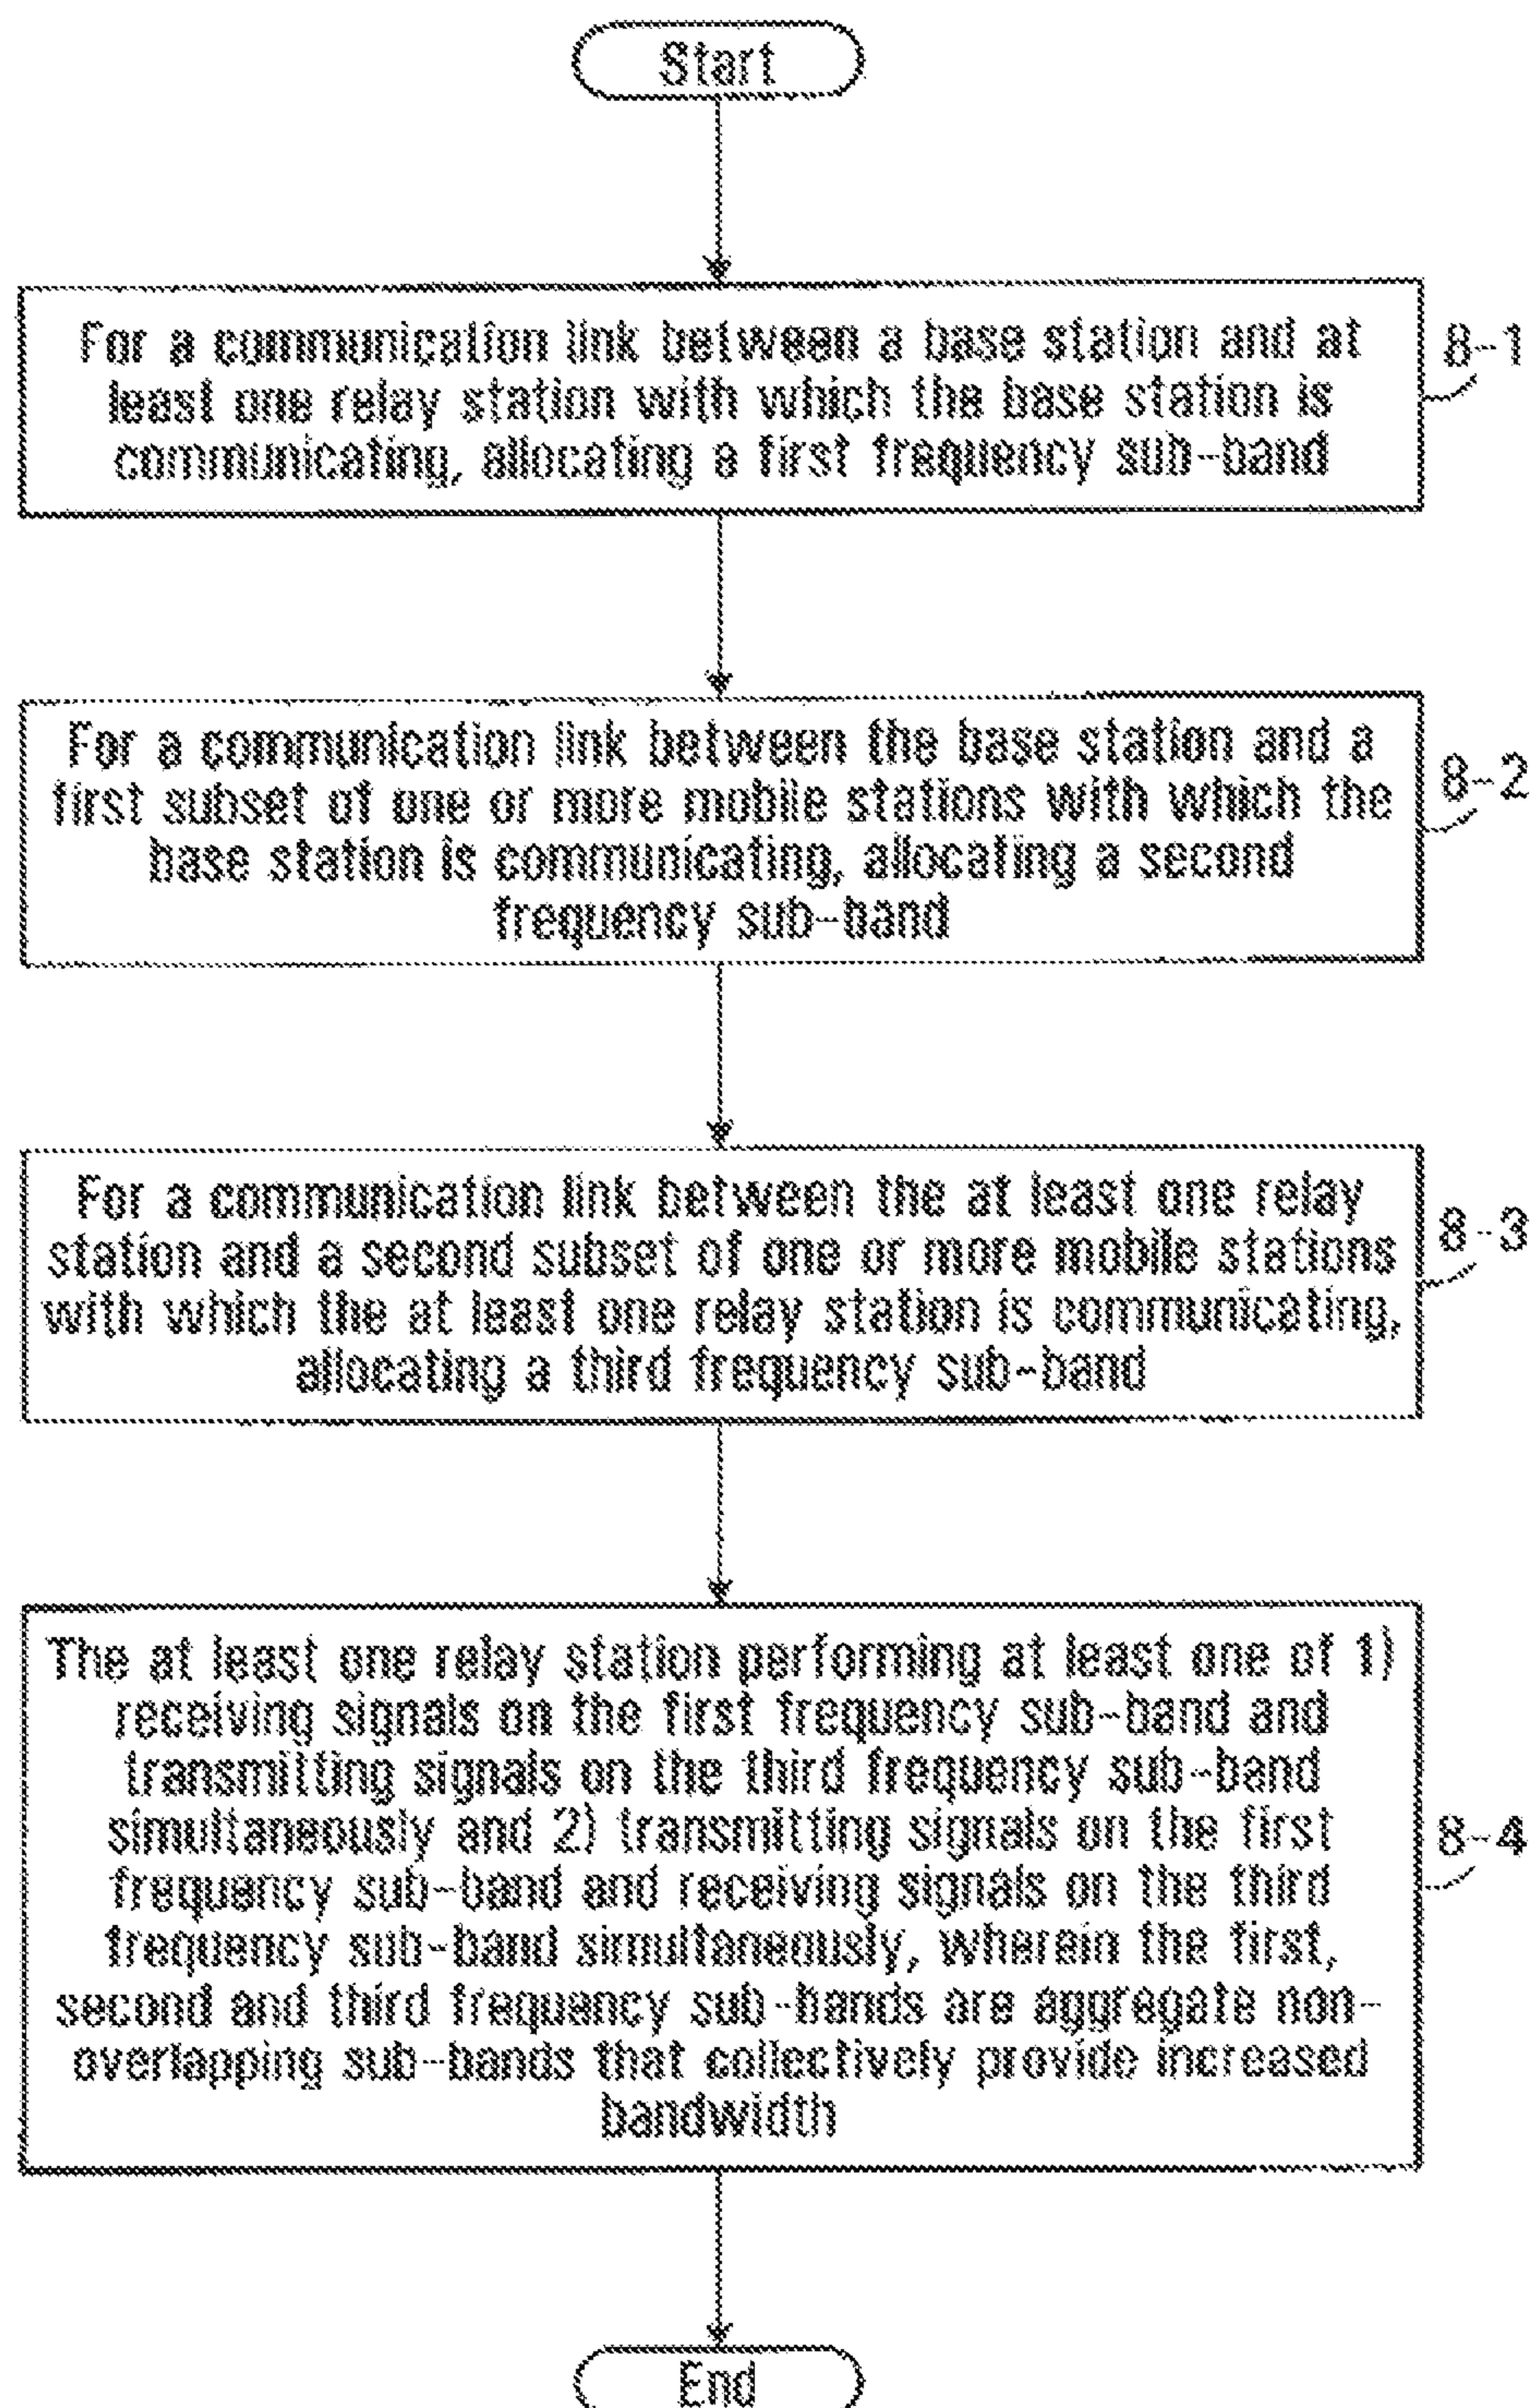 Start
For a communication link between a base station and at
least one relay station with which the base station is
communicating, allocating a first frequency sub-band
8-1
For a communication link between the base station and a
first subset of one or more mobile stations with which the
base station is communicating, allocating a second
frequency sub-band
8-2
For a communication link between the at least one relay
station and a second subset of one or more mobile stations
with which the at least one relay station is communicating,
allocating a third frequency sub-band
8-3
The at least one relay station performing at least one of 1)
receiving signals on the first frequency sub-band and
transmitting signals on the third frequency sub-band
simultaneously and 2) transmitting signals on the first
frequency sub-band and receiving signals on the third
frequency sub-band simultaneously, wherein the first,
second and third frequency sub-bands are aggregate non-
overlapping sub-bands that collectively provide increased
bandwidth
8-4
End